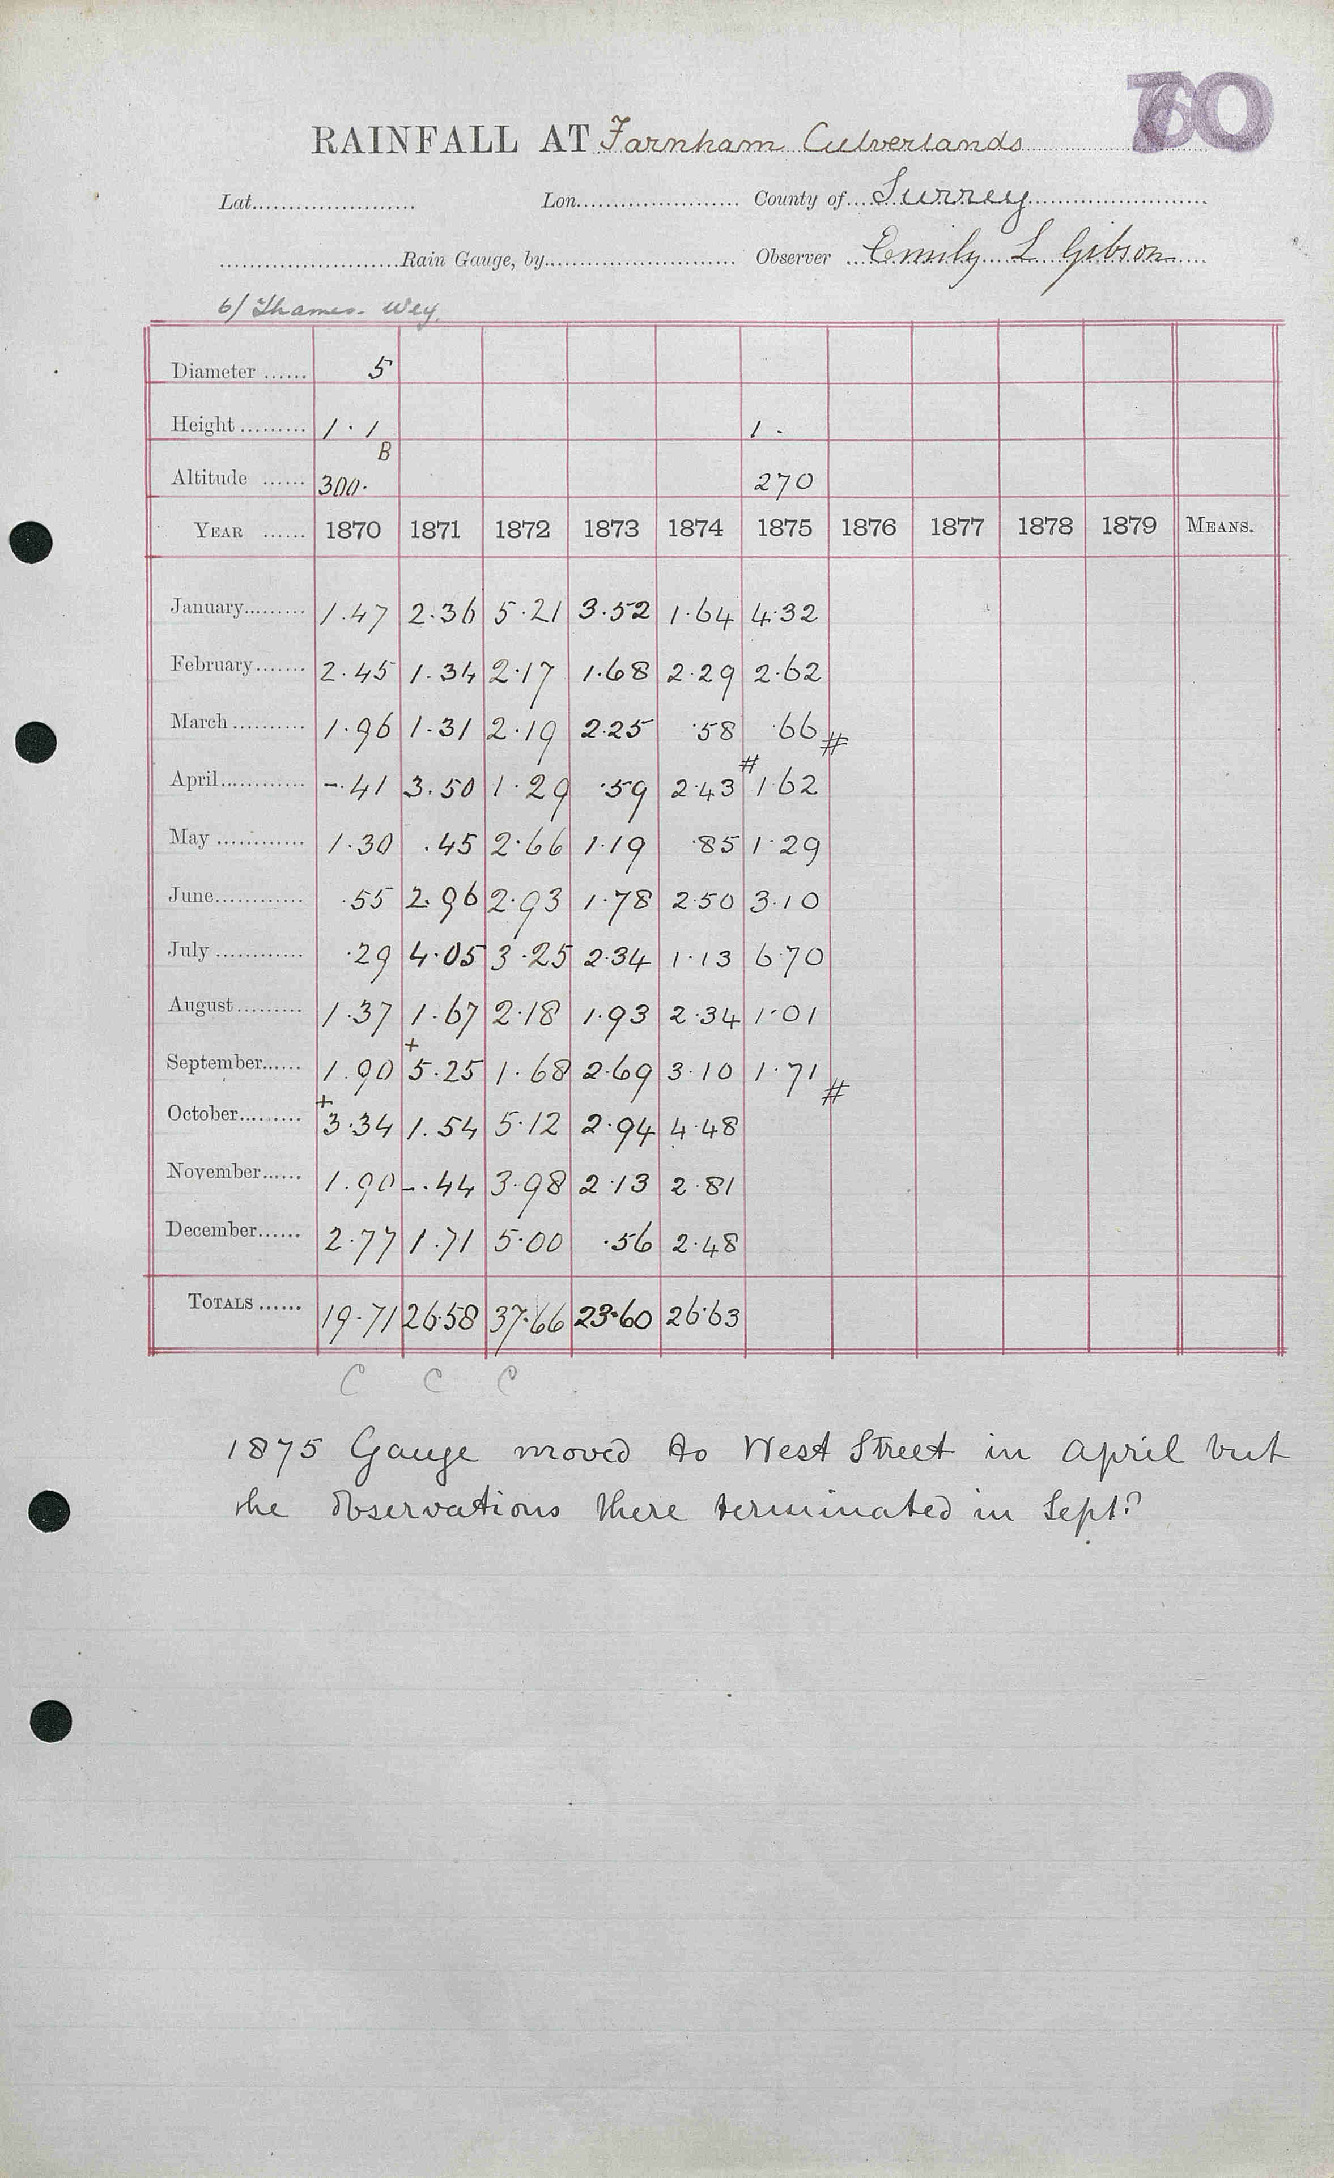 70
RAINFALL AT Farnham Culverlands
Lat...................... Lon...................... County of Surrey
Rain Gauge, by...................... Observer Emily L Gibson
6/ Thames. Wey.
Diameter ...... 5
Height ......... 1.1 1.
B
Altitude ...... 300. 270
YEAR ...... 1870 1871 1872 1873 1874 1875 1876 1877 1878 1879 MEANS.
January......... 1.47 2.36 5.21 3.52 1.64 4.32
February....... 2.45 1.34 2.17 1.68 2.29 2.62
March .......... 1.96 1.31 2.19 2.25 .58 .66 #
April............ -.41 3.50 1.29 .59 2.43 # 1.62
May ............ 1.30 .45 2.66 1.19 .85 1.29
June............ .55 2.96 2.93 1.78 2.50 3.10
July ............ .29 4.05 3.25 2.34 1.13 6.70
August......... 1.37 1.67 2.18 1.93 2.34 1.01
September...... 1.90 + 5.25 1.68 2.69 3.10 1.71 #
October......... + 3.34 1.54 5.12 2.94 4.48
November...... 1.90 -.44 3.98 2.13 2.81
December...... 2.77 1.71 5.00 .56 2.48
TOTALS ...... 19.71 26.58 37.66 23.60 26.63
C C C
1875 Gauge moved to West Street in April but
the observations there terminated in Sept?